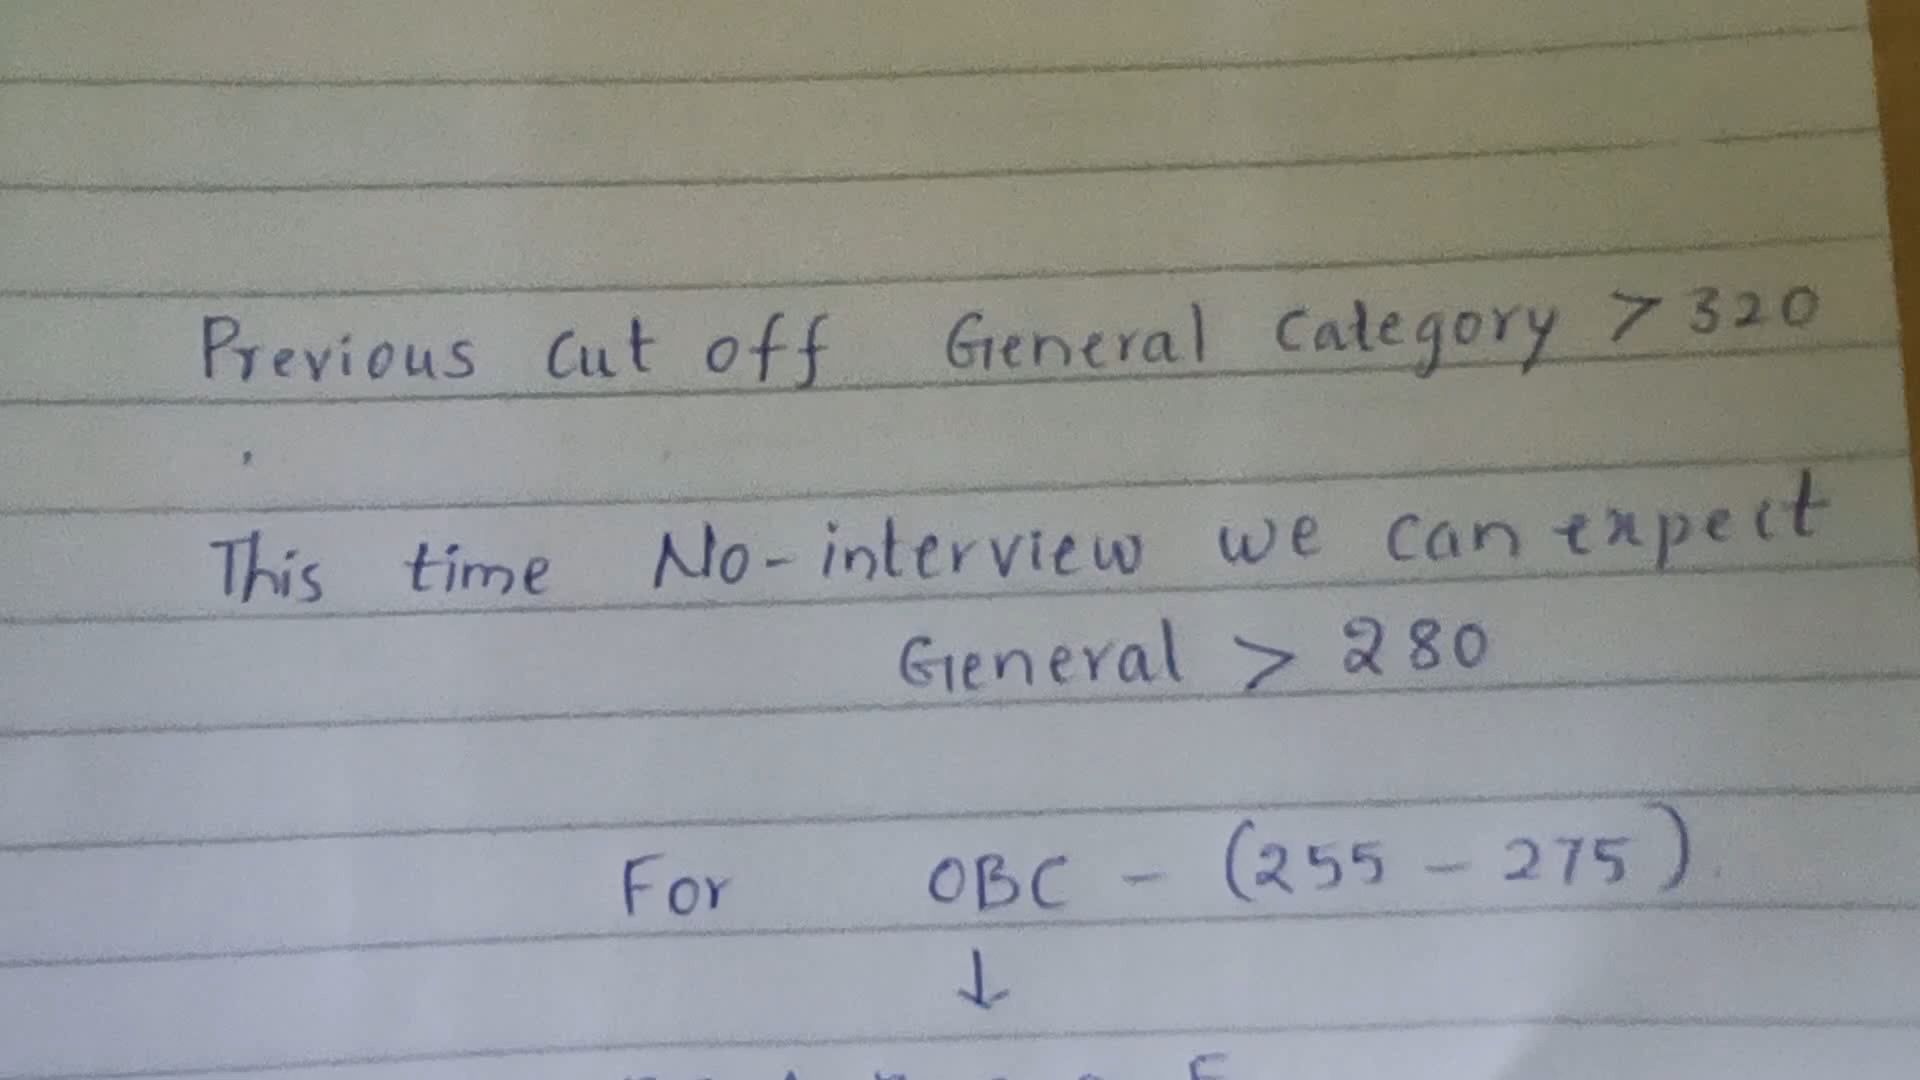 Previous Cut off General Category > 320
This time No-interview we can expect
General > 280
For OBC - (255 - 275)
↓